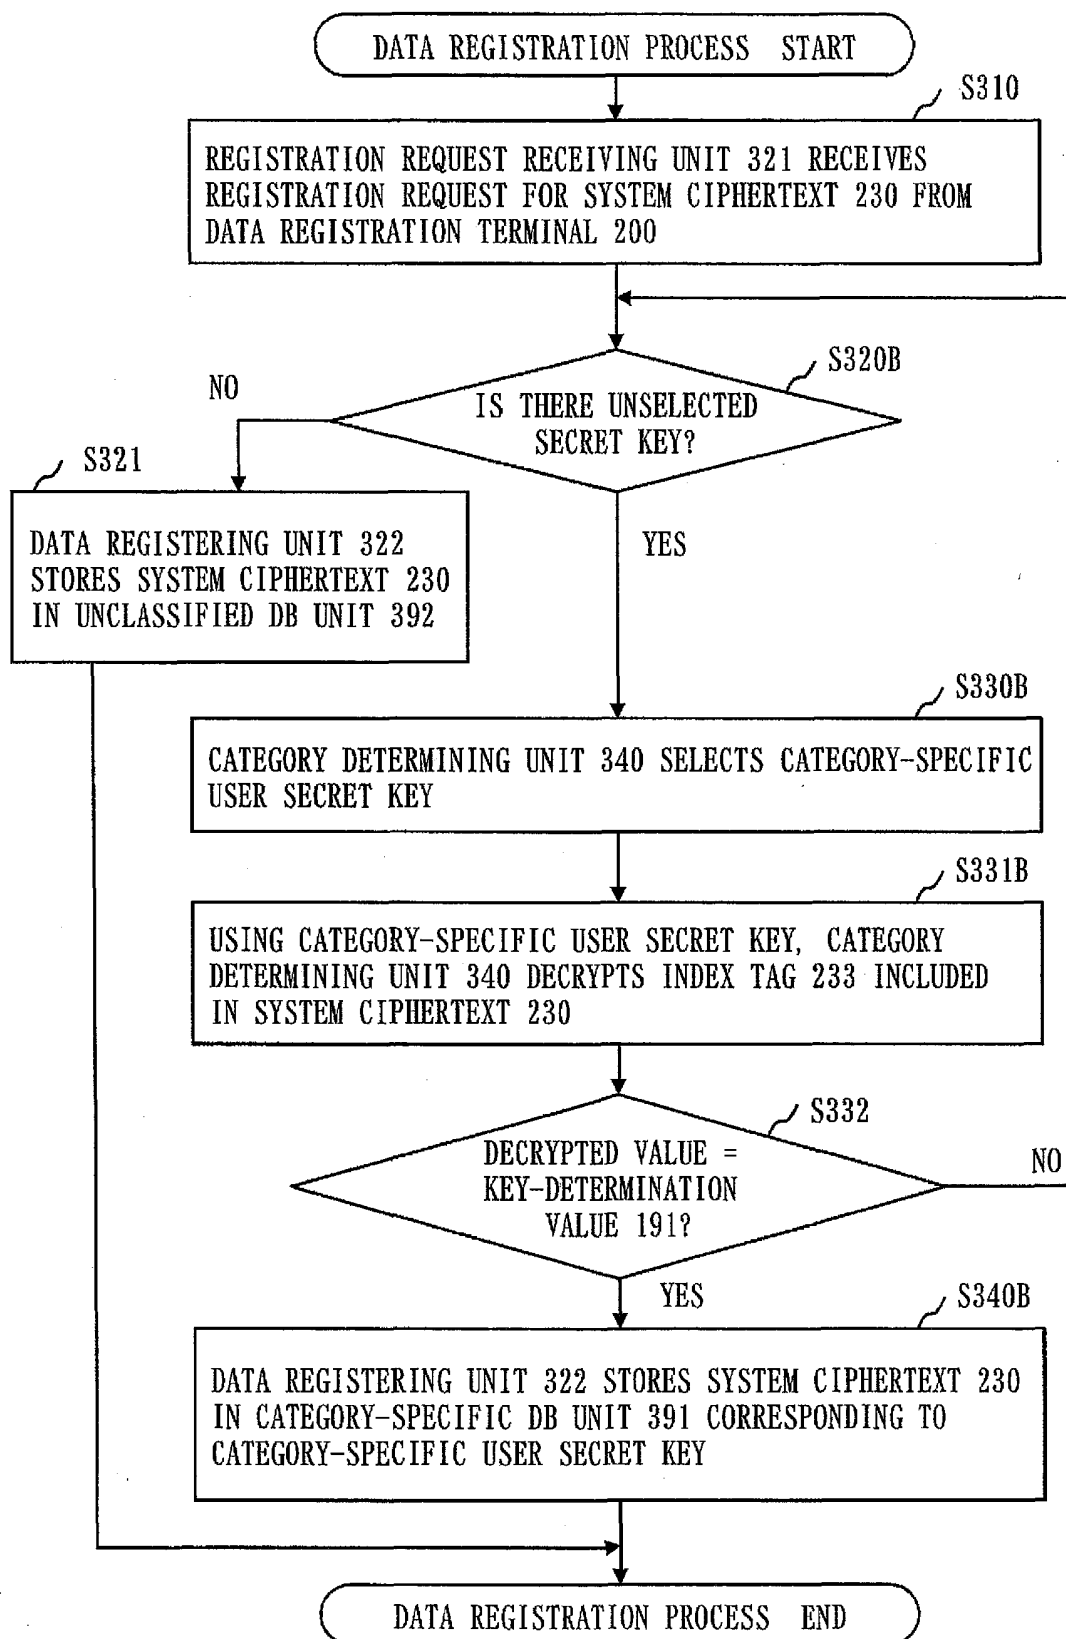 DATA REGISTRATION PROCESS START
S310
REGISTRATION REQUEST RECEIVING UNIT 321 RECEIVES
REGISTRATION REQUEST FOR SYSTEM CIPHERTEXT 230 FROM
DATA REGISTRATION TERMINAL 200
S320B
NO
IS THERE UNSELECTED
SECRET KEY?
S321
YES
DATA REGISTERING UNIT 322
STORES SYSTEM CIPHERTEXT 230
IN UNCLASSIFIED DB UNIT 392
S330B
CATEGORY DETERMINING UNIT 340 SELECTS CATEGORY-SPECIFIC
USER SECRET KEY
S331B
USING CATEGORY-SPECIFIC USER SECRET KEY, CATEGORY
DETERMINING UNIT 340 DECRYPTS INDEX TAG 233 INCLUDED
IN SYSTEM CIPHERTEXT 230
S332
DECRYPTED VALUE =
KEY-DETERMINATION
VALUE 191?
NO
YES
S340B
DATA REGISTERING UNIT 322 STORES SYSTEM CIPHERTEXT 230
IN CATEGORY-SPECIFIC DB UNIT 391 CORRESPONDING TO
CATEGORY-SPECIFIC USER SECRET KEY
DATA REGISTRATION PROCESS END